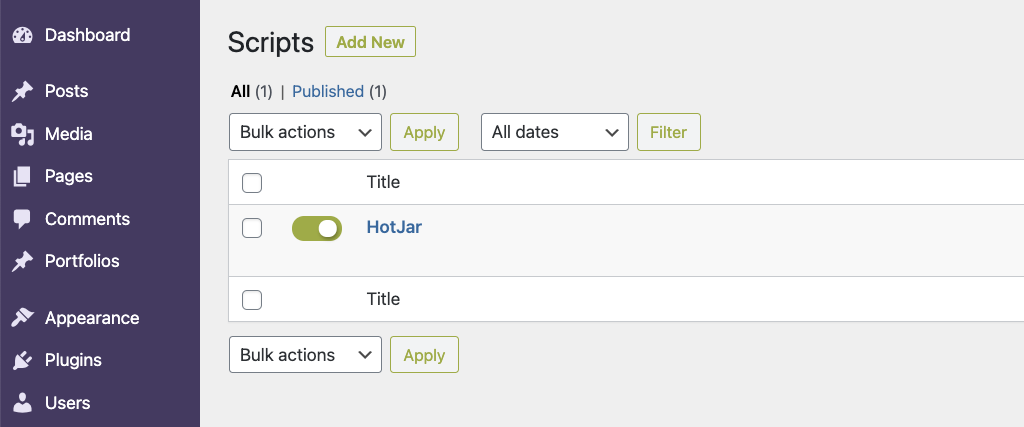 Dashboard
Posts
Media
Pages
Comments
Portfolios
Appearance
Plugins
Users
Scripts Add New
All (1) | Published (1)
Bulk actions Apply All dates Filter
Title
HotJar
Title
Bulk actions Apply